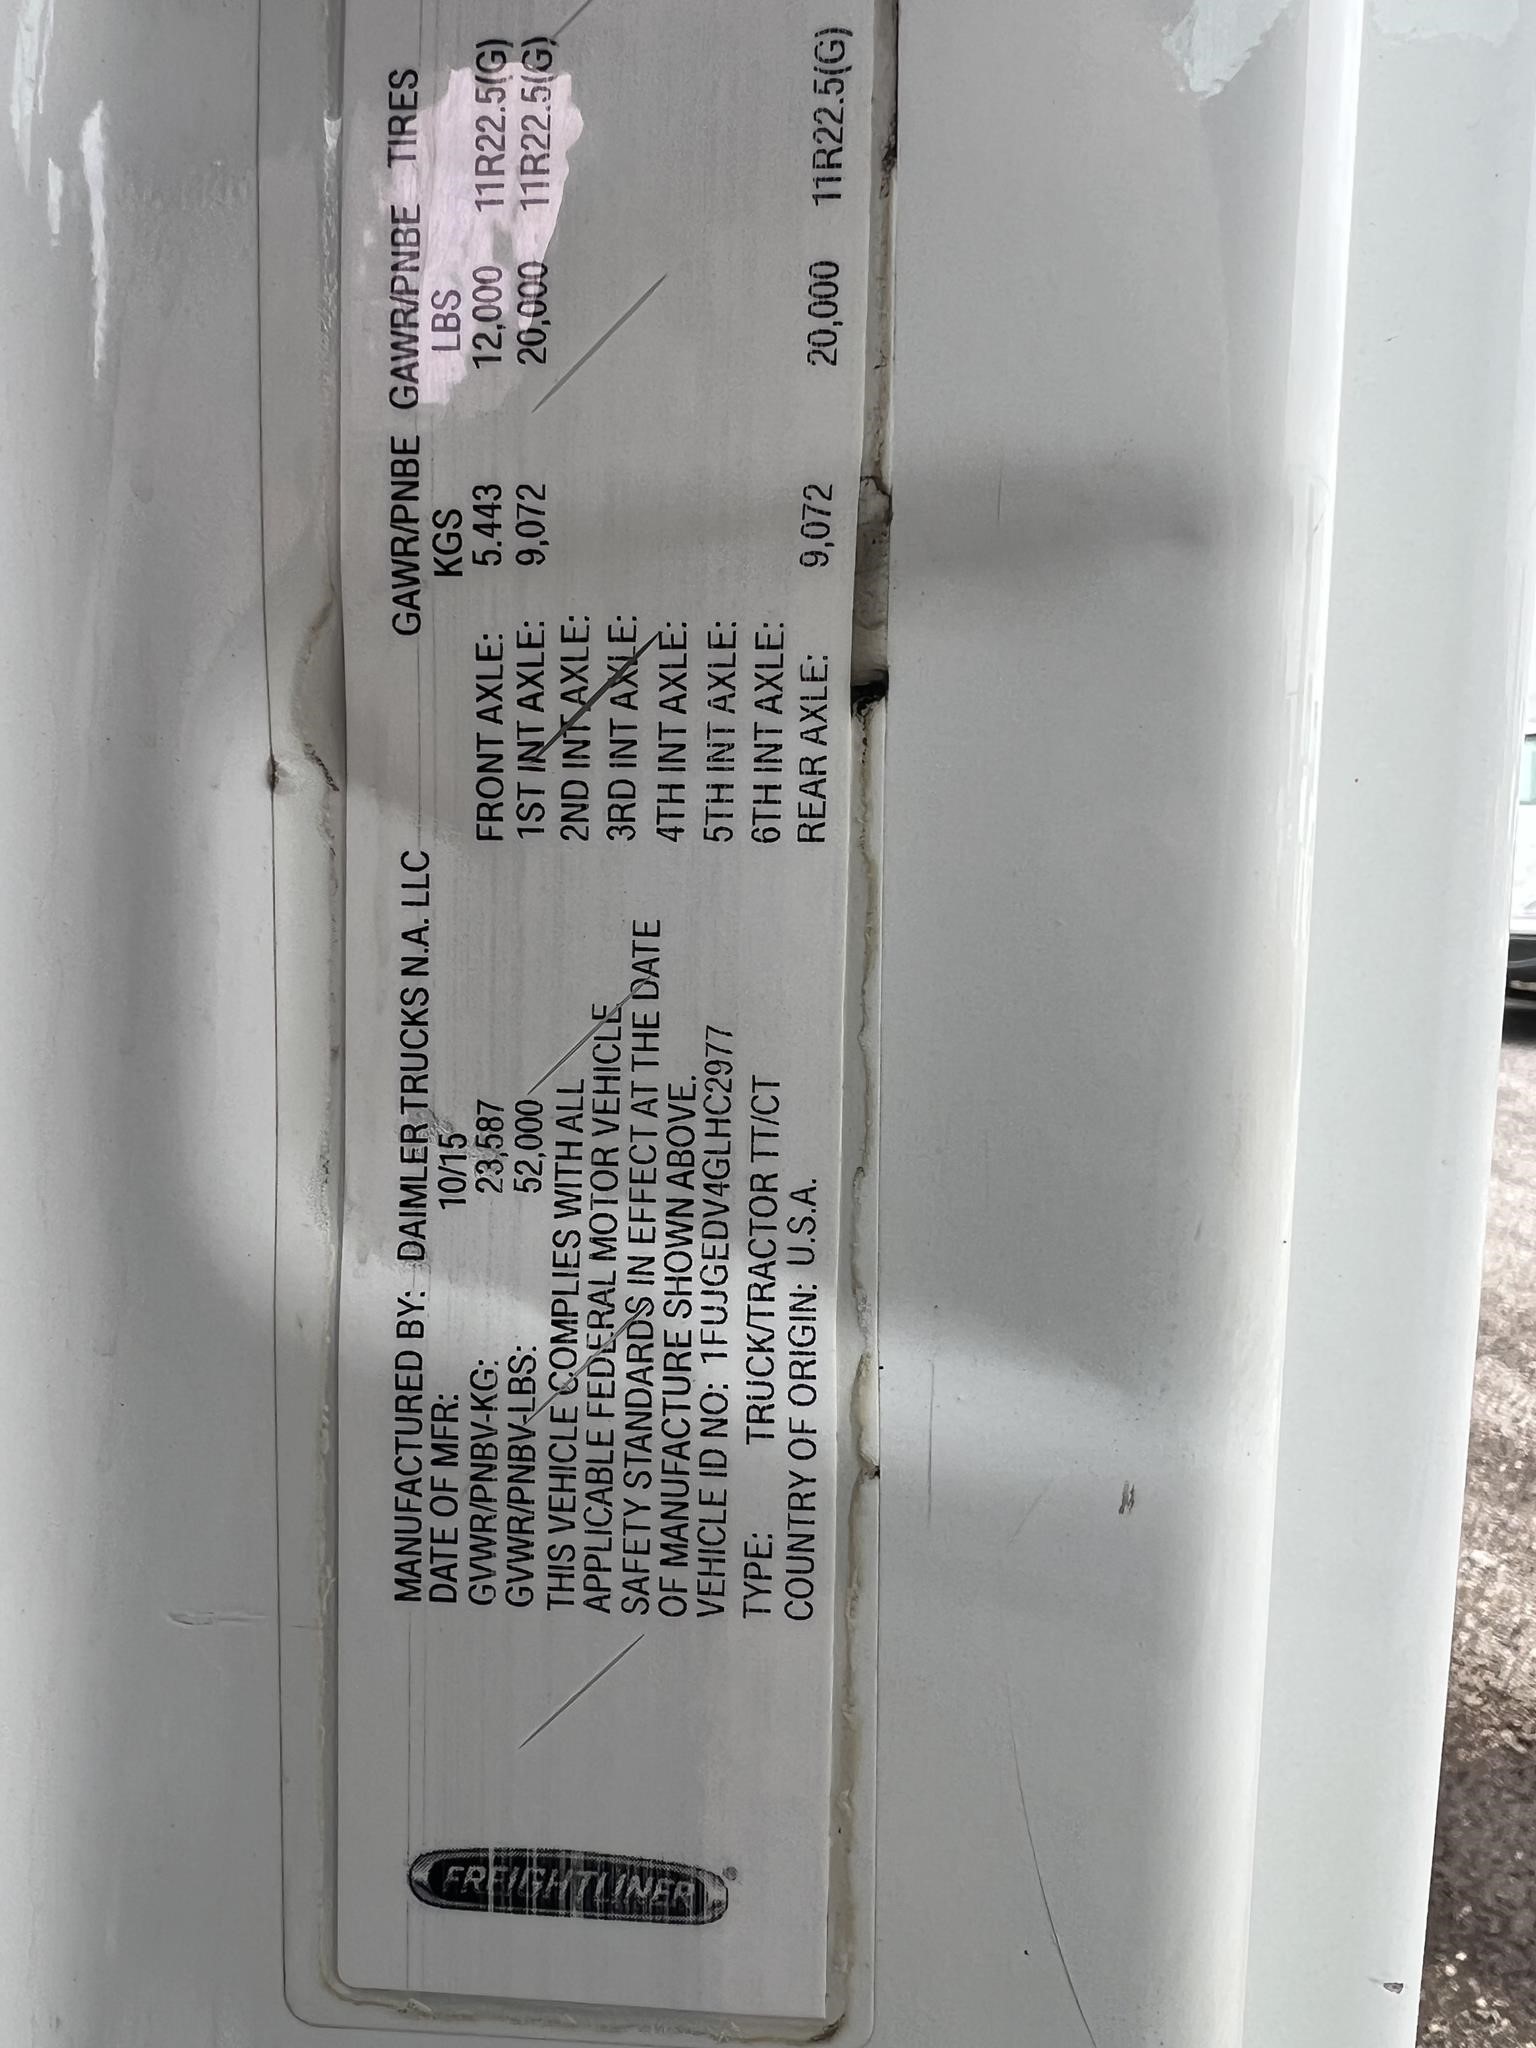 FREIGHTLINER
MANUFACTURED BY: DAIMLER TRUCKS N.A. LLC
DATE OF MFR: 10/15
GVWR/PNBV-KG: 23,587
GVWR/PNBV-LBS: 52,000
THIS VEHICLE COMPLIES WITH ALL
APPLICABLE FEDERAL MOTOR VEHICLE
SAFETY STANDARDS IN EFFECT AT THE DATE
OF MANUFACTURE SHOWN ABOVE.
VEHICLE ID NO: 1FUJGEDV4GLHC2977
TYPE: TRUCK/TRACTOR TT/CT
COUNTRY OF ORIGIN: U.S.A.
GAWR/PNBE GAWR/PNBE TIRES
KGS LBS
FRONT AXLE: 5.443 12,000 11R22.5(G)
1ST INT AXLE: 9,072 20,000 11R22.5(G)
2ND INT AXLE:
3RD INT AXLE:
4TH INT AXLE:
5TH INT AXLE:
6TH INT AXLE:
REAR AXLE: 9,072 20,000 11R22.5(G)